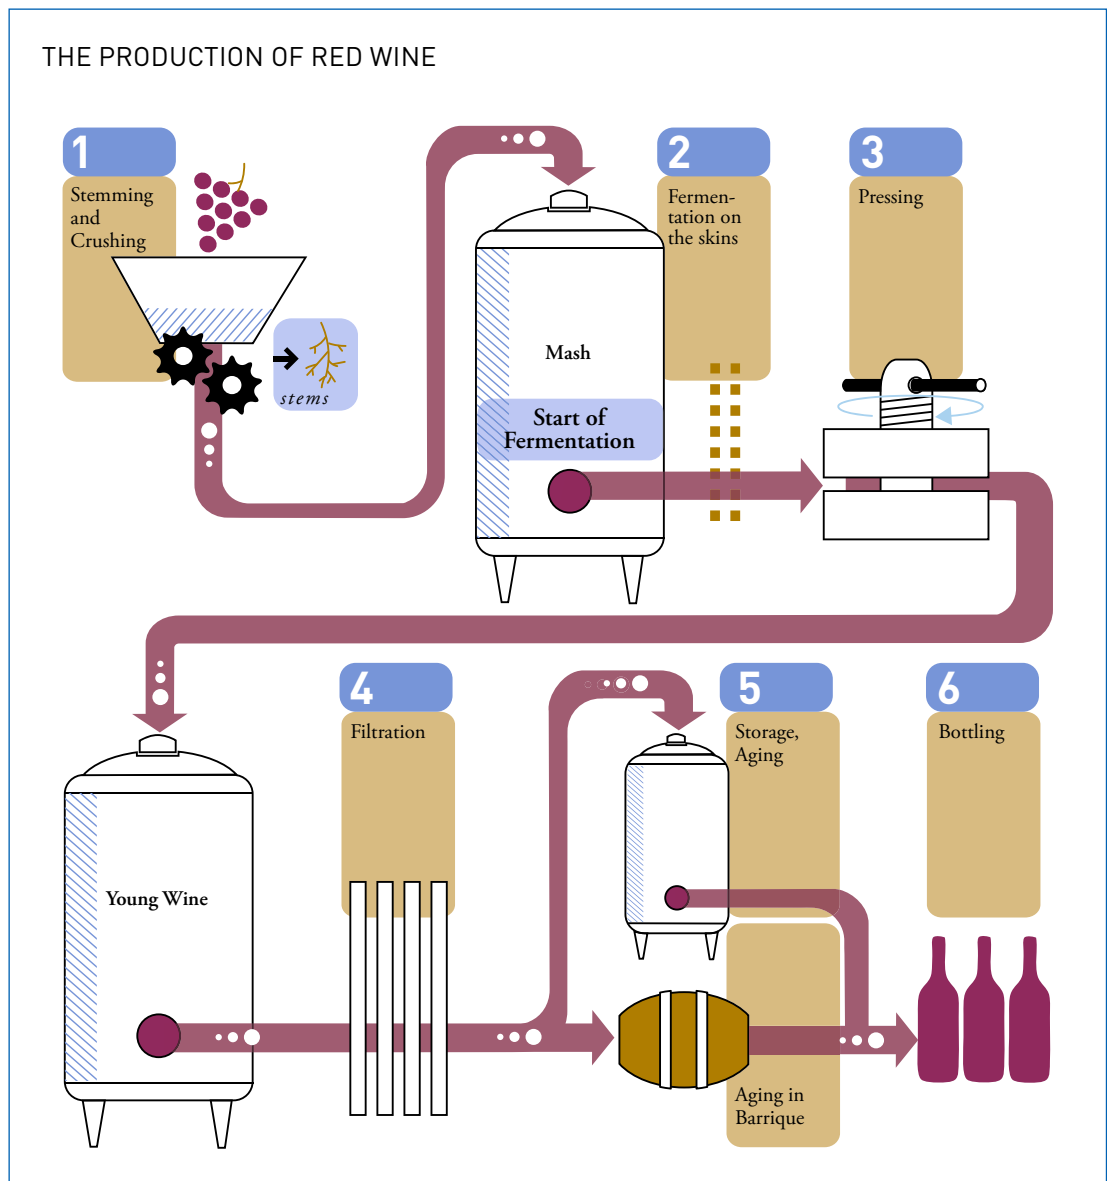 THE PRODUCTION OF RED WINE
1
Stemming
and
Crushing
stems
2
Fermen-
tation on
the skins
3
Pressing
Mash
Start of
Fermentation
4
Filtration
5
Storage,
Aging
6
Bottling
Young Wine
Aging in
Barrique